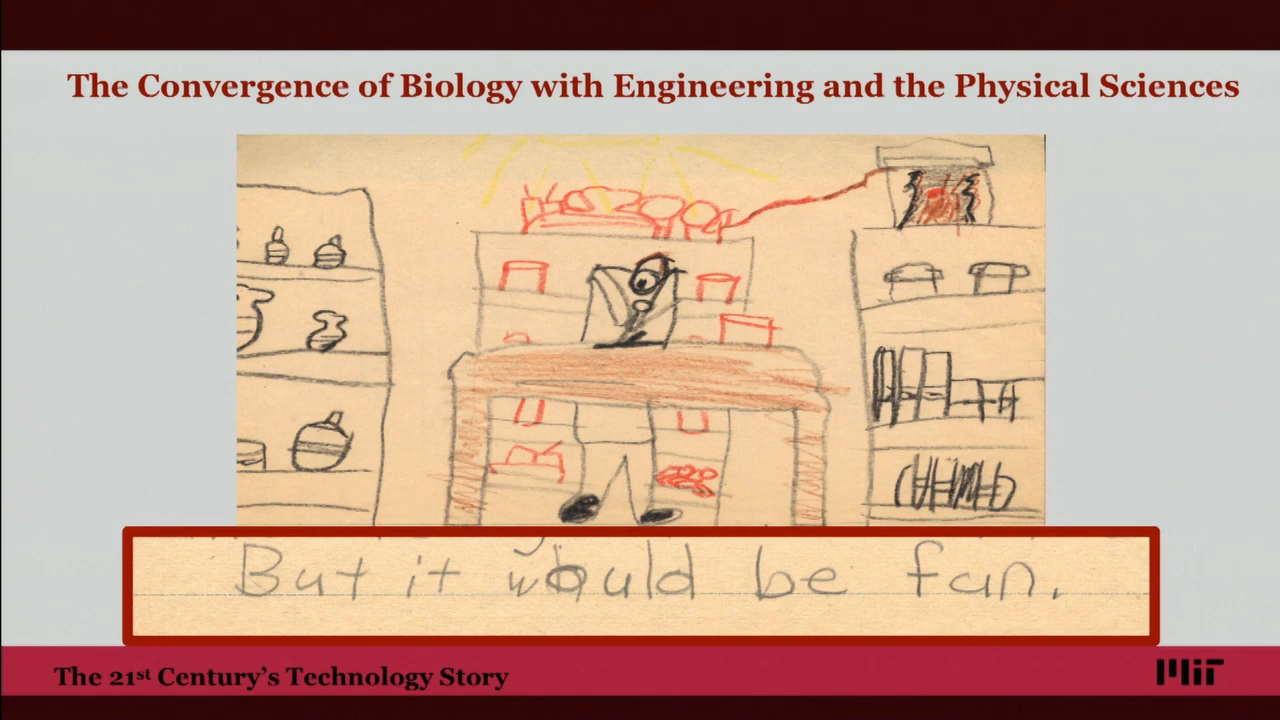 The Convergence of Biology with Engineering and the Physical Sciences
But it would be fun.
The 21st Century's Technology Story
MIT